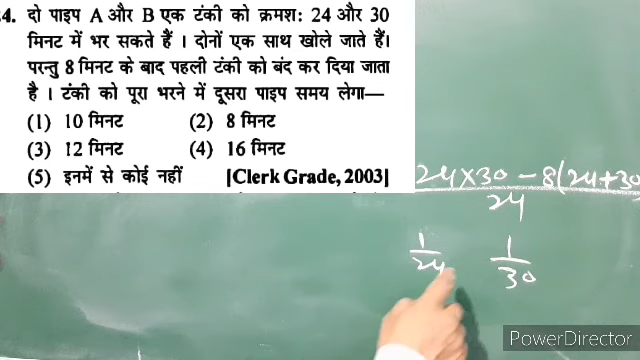 4. दो पाइप A और B एक टंकी को क्रमश: 24 और 30
मिनट में भर सकते हैं । दोनों एक साथ खोले जाते हैं।
परन्तु 8 मिनट के बाद पहली टंकी को बंद कर दिया जाता
है । टंकी को पूरा भरने में दूसरा पाइप समय लेगा—
(1) 10 मिनट (2) 8 मिनट
(3) 12 मिनट (4) 16 मिनट
(5) इनमें से कोई नहीं [Clerk Grade, 2003]
24×30 - 8(24+30
24
1/24 1/30
PowerDirector